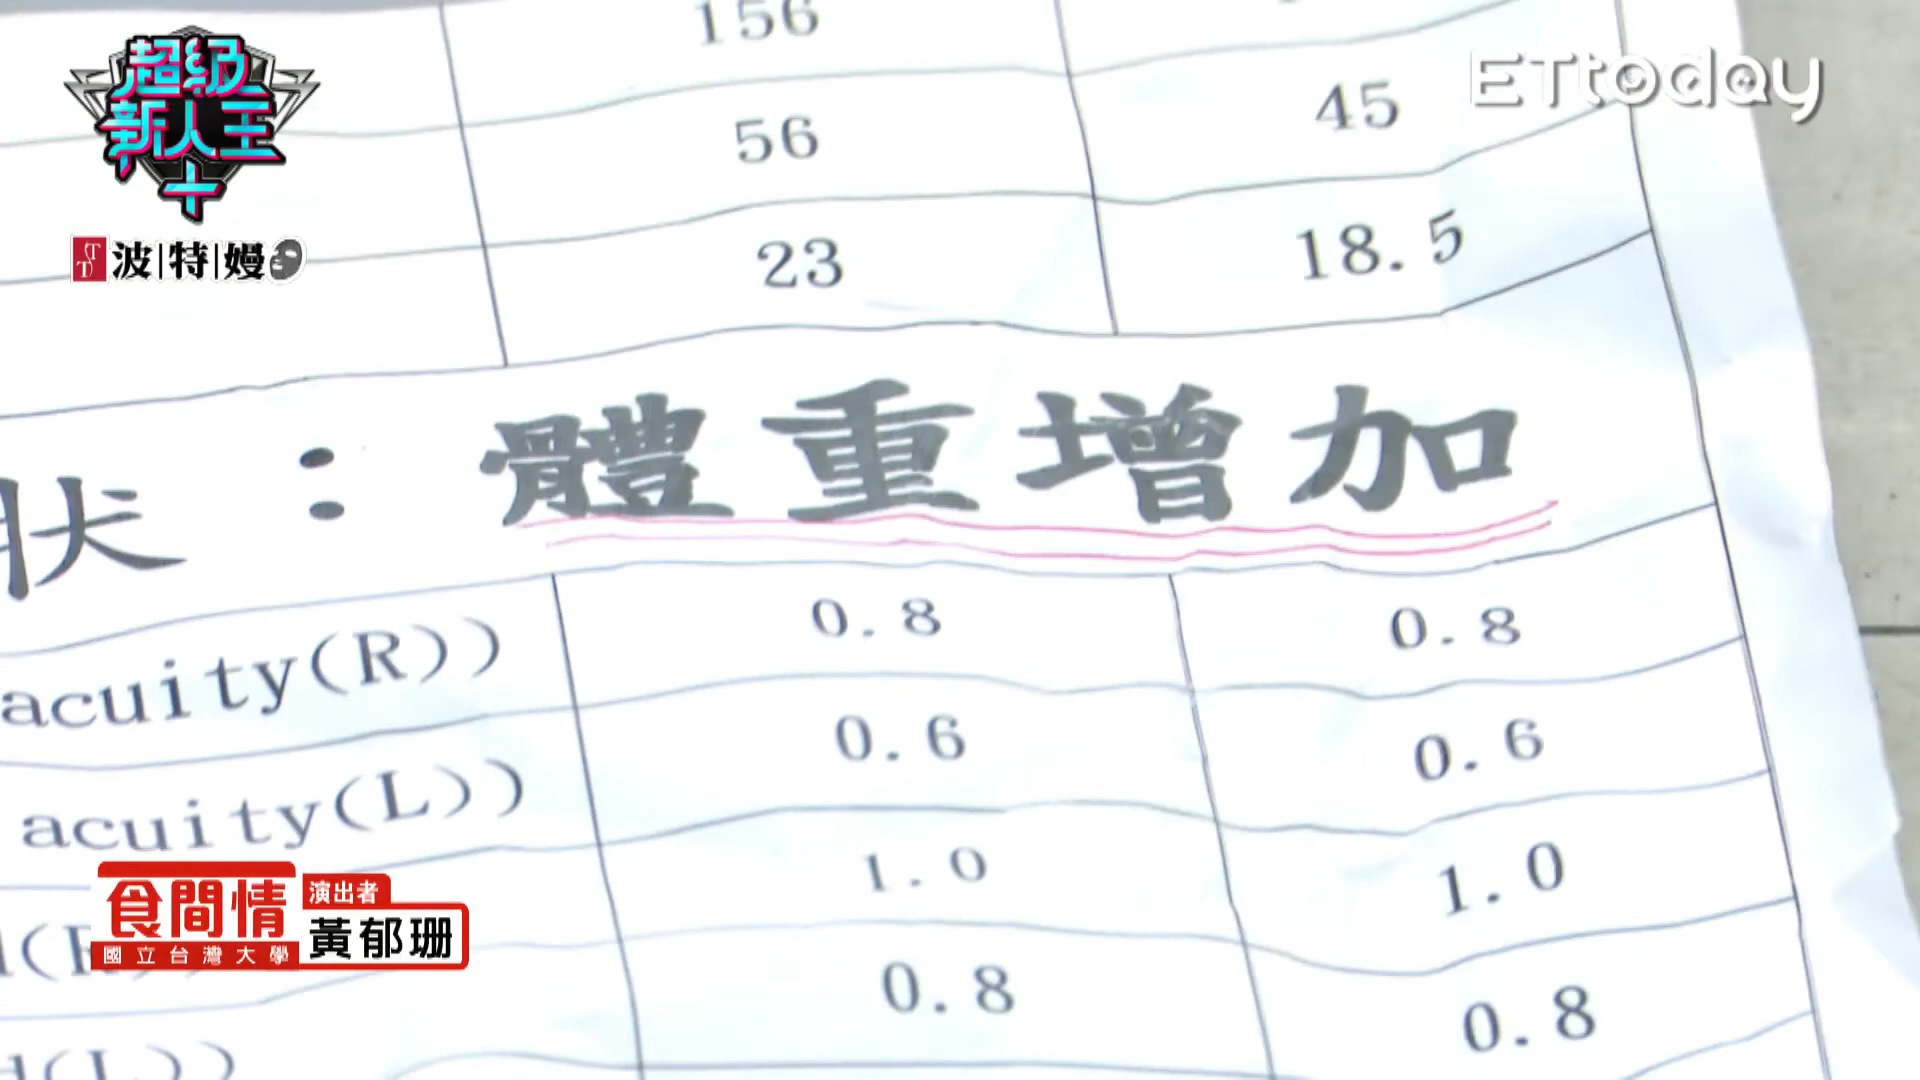 超級
新人王
+
TTT 波特嫚
ETtoday
156
56 45
23 18.5
狀：體重增加
acuity(R)) 0.8 0.8
acuity(L)) 0.6 0.6
1.0 1.0
0.8 0.8
食間情
國立台灣大學
演出者
黃郁珊